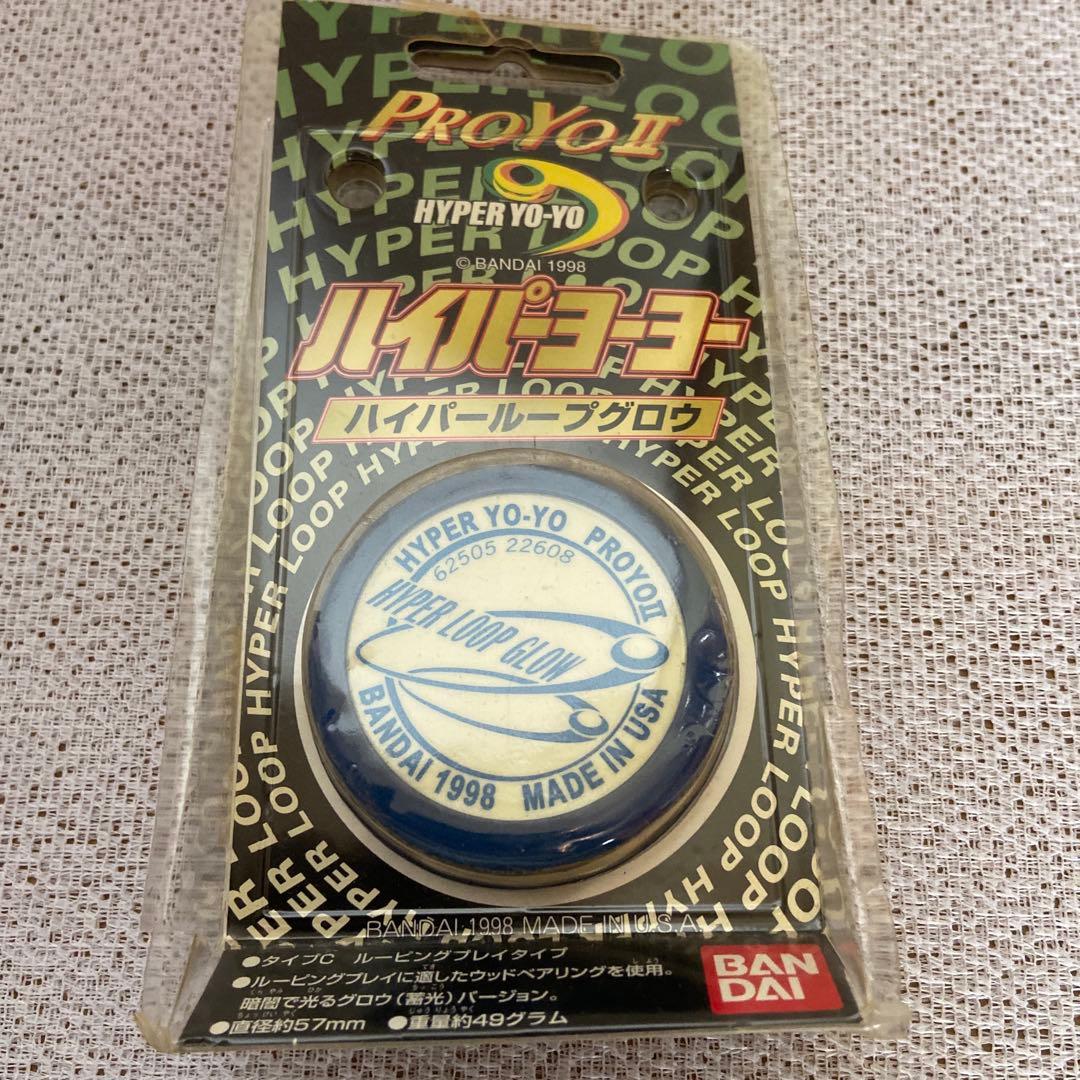 PROYO II
HYPER YO-YO
© BANDAI 1998
ハイパーヨーヨー
ハイパーループグロウ
HYPER YO-YO PROYO II
62505 22608
HYPER LOOP GLOW
BANDAI 1998 MADE IN USA
BANDAI 1998 MADE IN U.S.A.
●タイプC ルーピングプレイタイプ
●ルーピングプレイに適したウッドベアリングを使用。
暗闇で光るグロウ(蓄光)バージョン。
●直径約57mm ●重量約49グラム
BAN
DAI